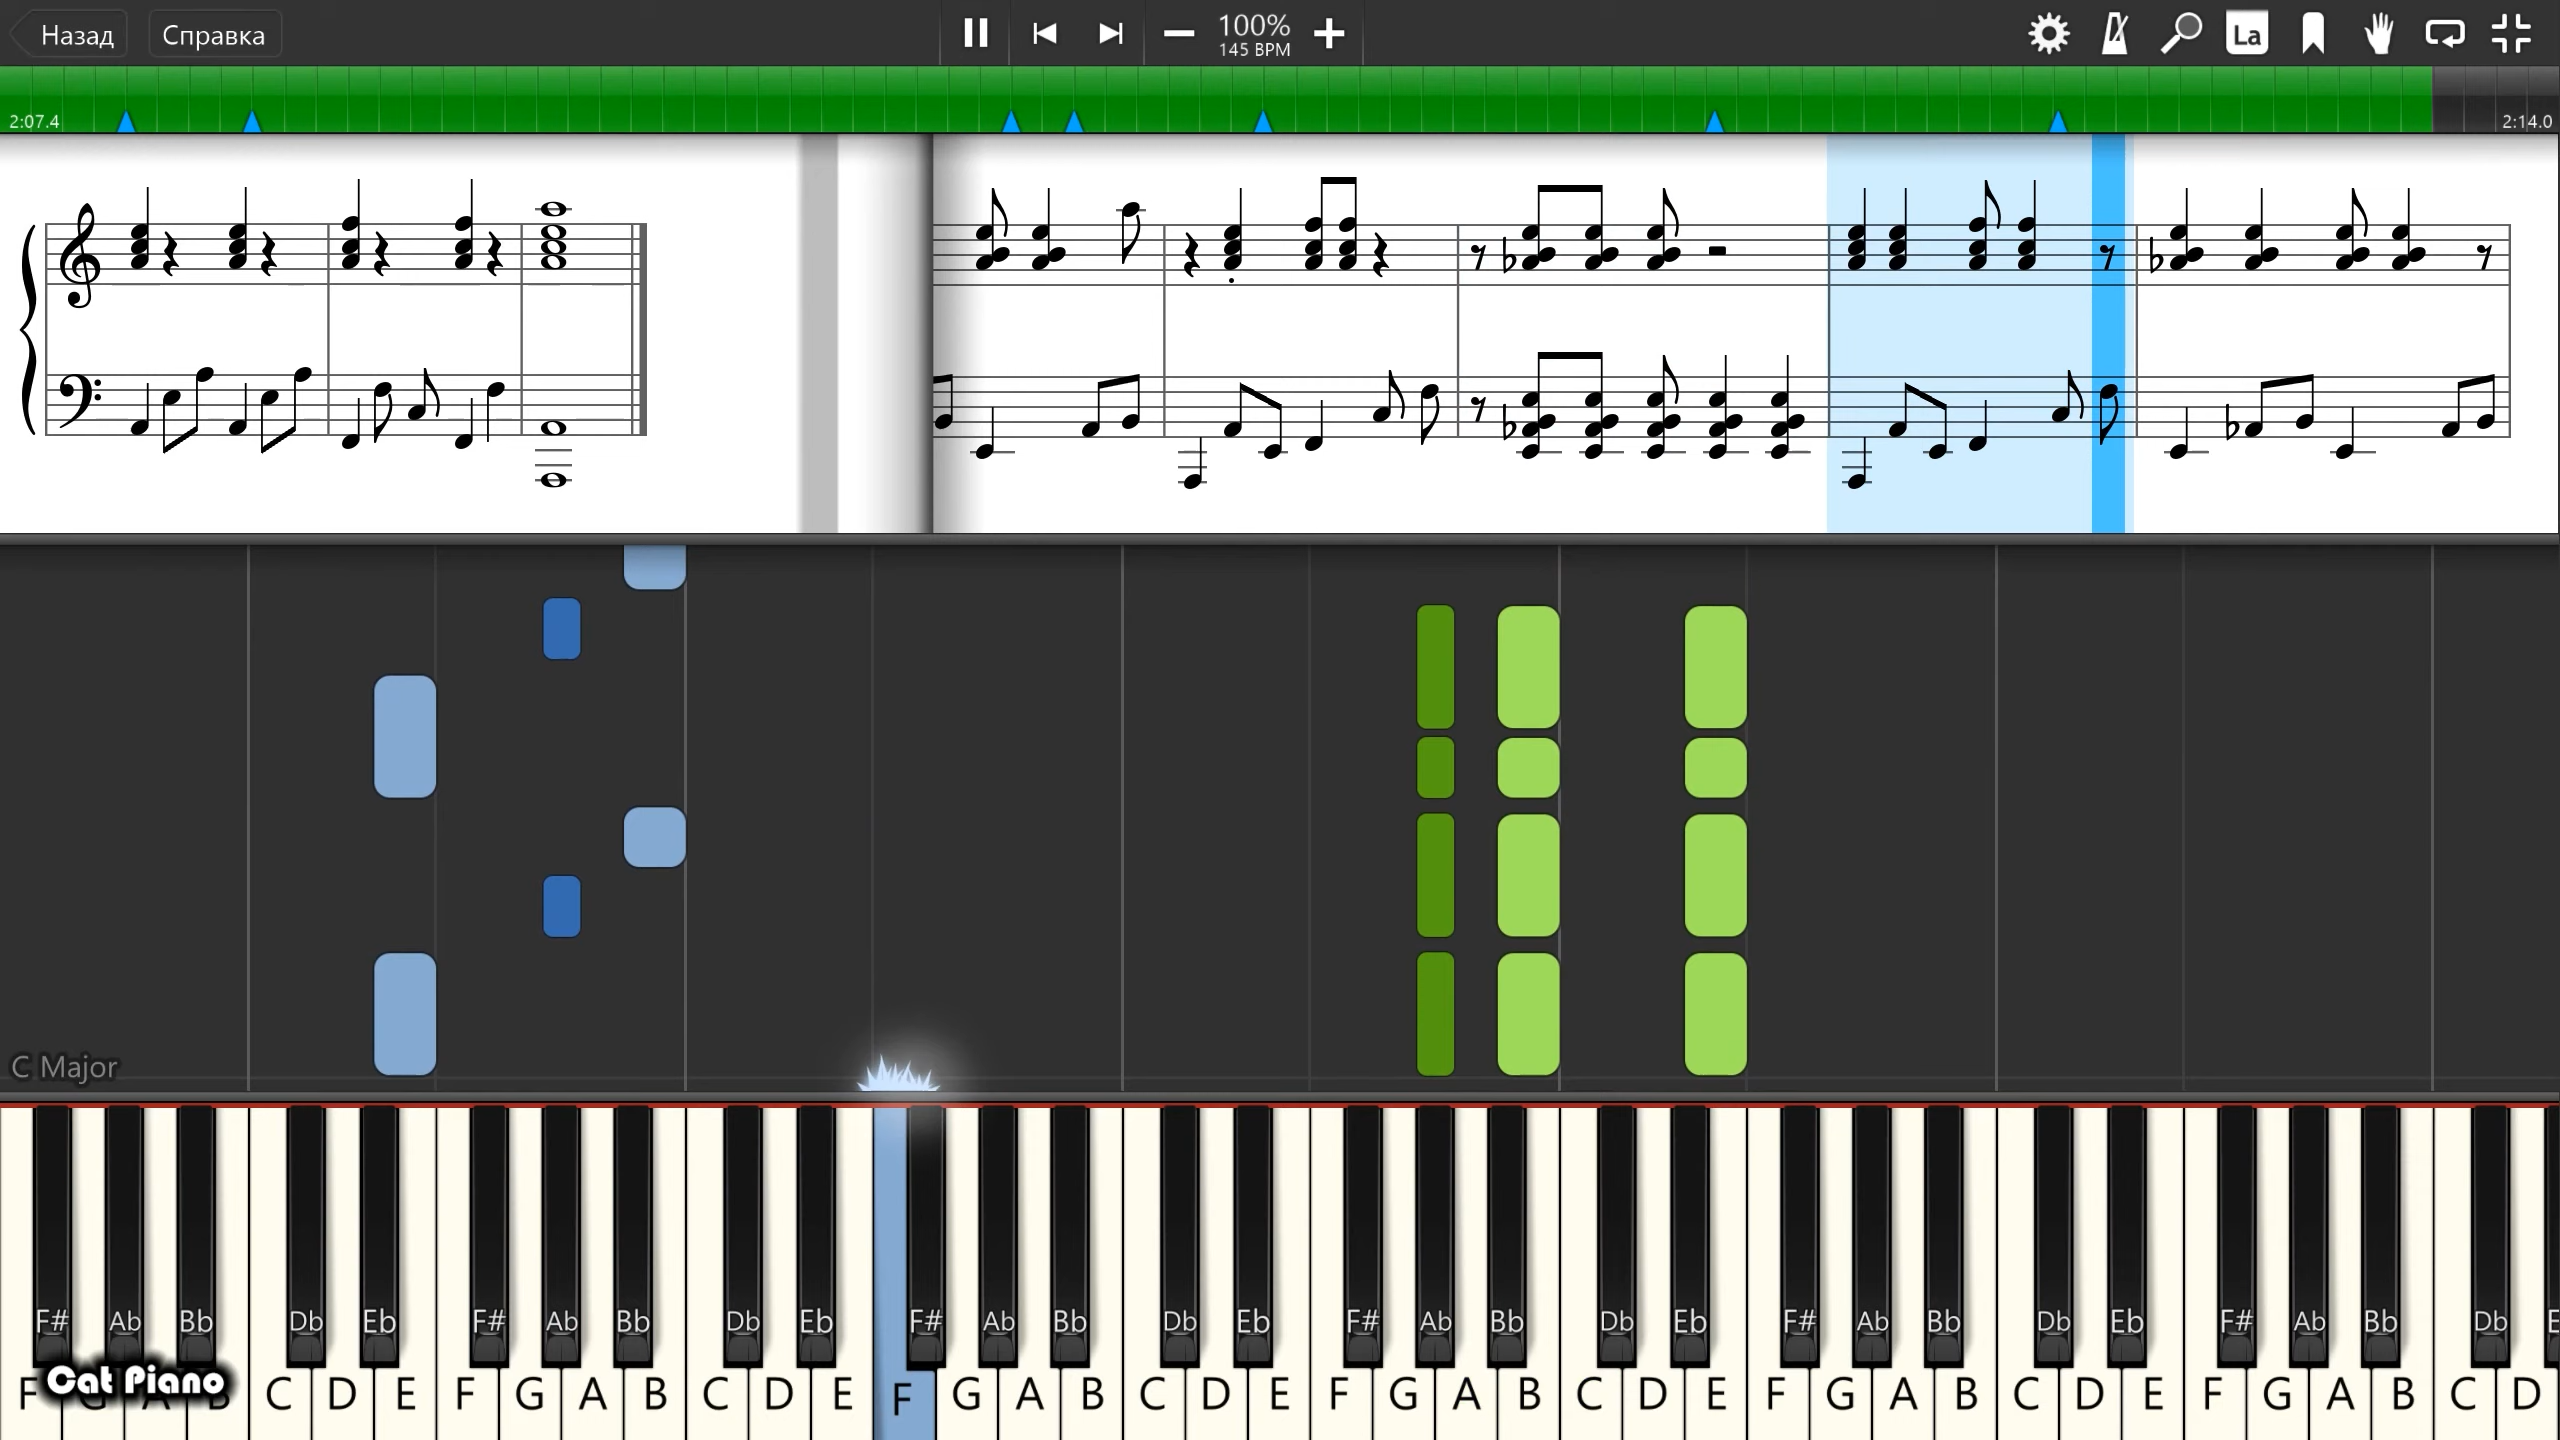 Назад Справка 100% La
145 BPM
2:07.4 2:14.0
C Major
F# Ab Bb Db Eb F# Ab Bb Db Eb F# Ab Bb Db Eb F# Ab Bb Db Eb F# Ab Bb Db Eb F# Ab Bb Db E
Cat Piano
F G A B C D E F G A B C D E F G A B C D E F G A B C D E F G A B C D E F G A B C D